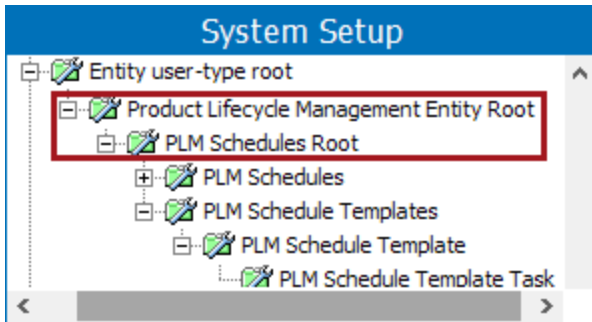 System Setup
Entity user-type root
Product Lifecycle Management Entity Root
PLM Schedules Root
PLM Schedules
PLM Schedule Templates
PLM Schedule Template
PLM Schedule Template Task